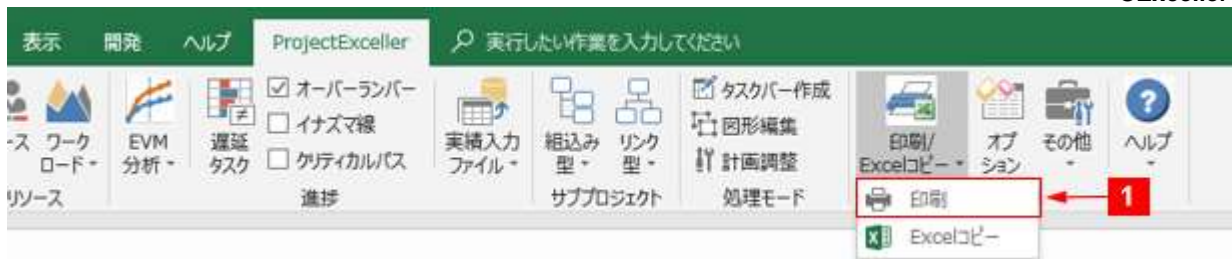 表示 開発 ヘルプ ProjectExceller 実行したい作業を入力してください
ワークロード
EVM分析
遅延タスク
オーバーランバー
イナズマ線
クリティカルパス
実績入力ファイル
組込み型
リンク型
タスクバー作成
図形編集
計画調整
印刷/Excelコピー
オプション
その他
ヘルプ
リソース 進捗 サブプロジェクト 処理モード
印刷
1
Excelコピー